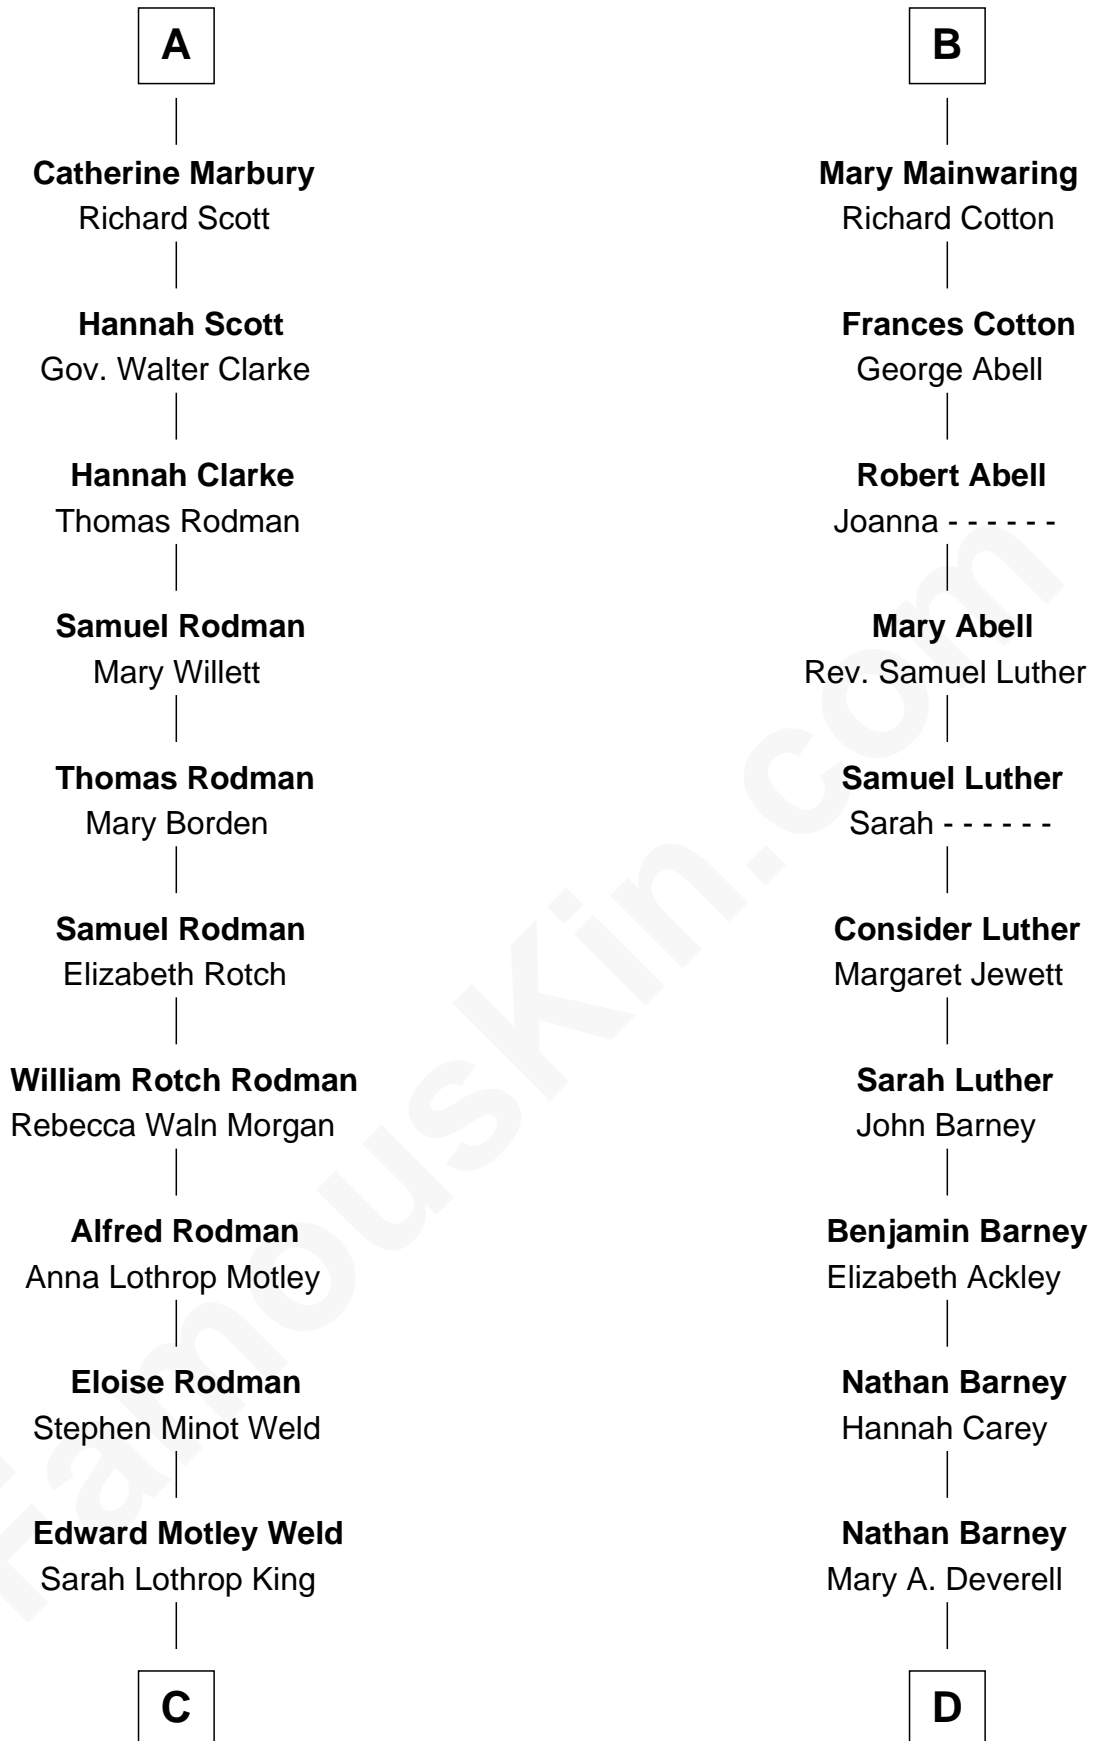 A
Catherine Marbury
Richard Scott
Hannah Scott
Gov. Walter Clarke
Hannah Clarke
Thomas Rodman
Samuel Rodman
Mary Willett
Thomas Rodman
Mary Borden
Samuel Rodman
Elizabeth Rotch
William Rotch Rodman
Rebecca Waln Morgan
Alfred Rodman
Anna Lothrop Motley
Eloise Rodman
Stephen Minot Weld
Edward Motley Weld
Sarah Lothrop King
C
B
Mary Mainwaring
Richard Cotton
Frances Cotton
George Abell
Robert Abell
Joanna - - - - - -
Mary Abell
Rev. Samuel Luther
Samuel Luther
Sarah - - - - - -
Consider Luther
Margaret Jewett
Sarah Luther
John Barney
Benjamin Barney
Elizabeth Ackley
Nathan Barney
Hannah Carey
Nathan Barney
Mary A. Deverell
D
FamousKin.com